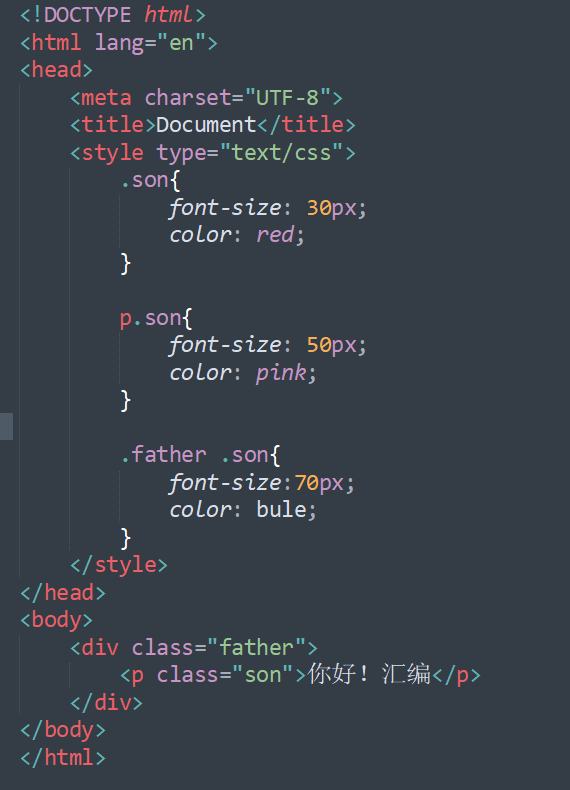 <!DOCTYPE html>
<html lang="en">
<head>
    <meta charset="UTF-8">
    <title>Document</title>
    <style type="text/css">
        .son{
            font-size: 30px;
            color: red;
        }

        p.son{
            font-size: 50px;
            color: pink;
        }

        .father .son{
            font-size:70px;
            color: bule;
        }
    </style>
</head>
<body>
    <div class="father">
        <p class="son">你好！汇编</p>
    </div>
</body>
</html>